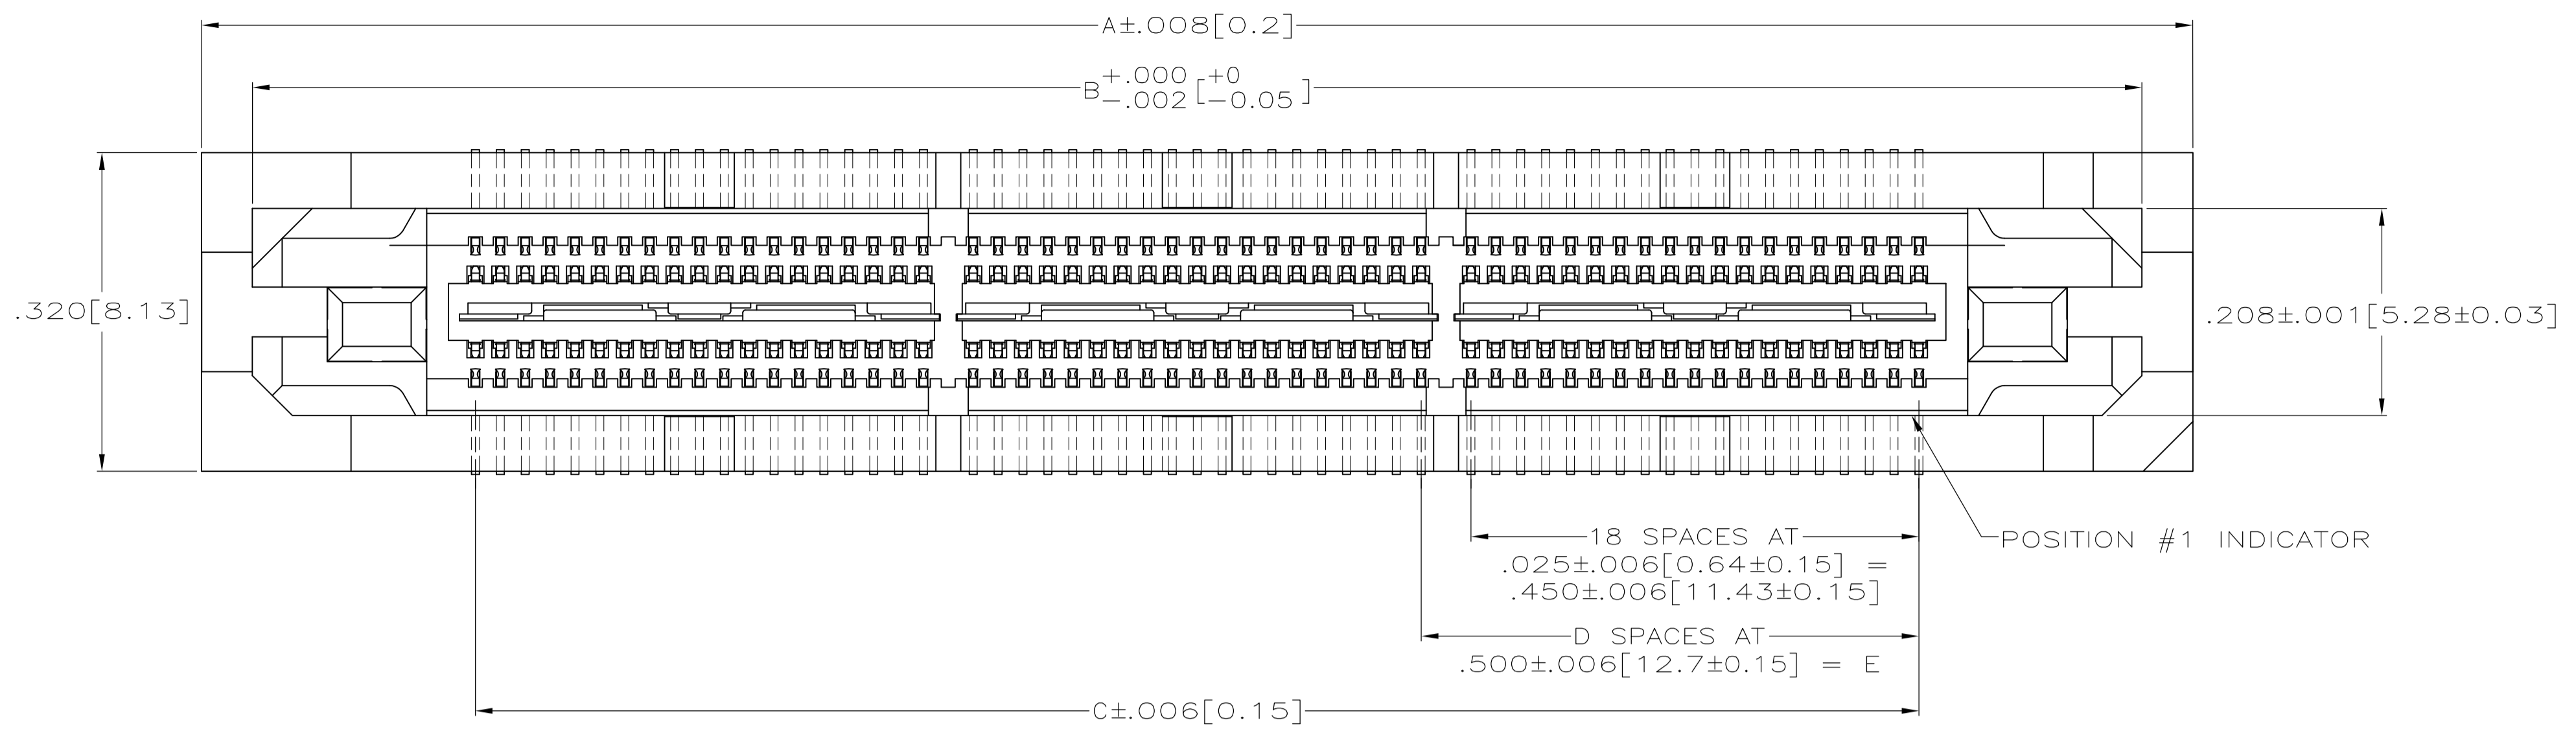 A±.008[0.2]
B+.000 -.002 [+0 -0.05]
.320[8.13]
.208±.001[5.28±0.03]
18 SPACES AT
.025±.006[0.64±0.15] =
.450±.006[11.43±0.15]
POSITION #1 INDICATOR
D SPACES AT
.500±.006[12.7±0.15] = E
C±.006[0.15]